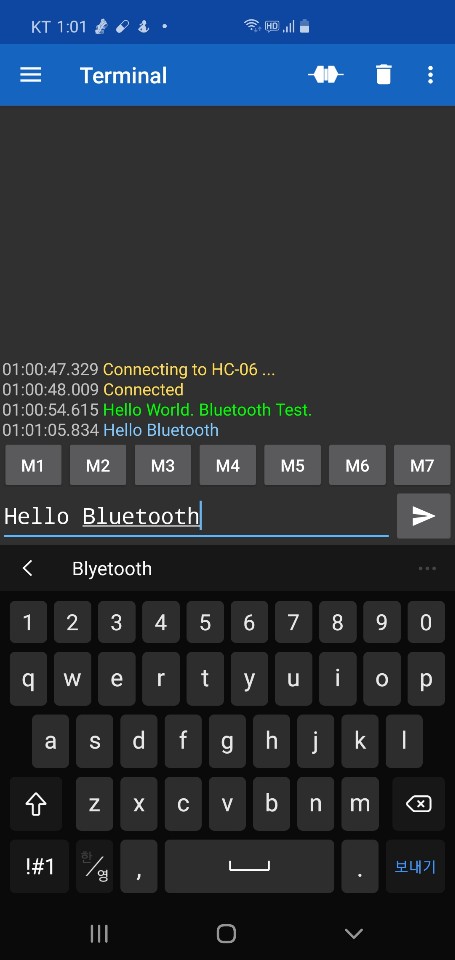 KT 1:01
HD
Terminal
01:00:47.329 Connecting to HC-06 ...
01:00:48.009 Connected
01:00:54.615 Hello World. Bluetooth Test.
01:01:05.834 Hello Bluetooth
M1 M2 M3 M4 M5 M6 M7
Hello Bluetooth
Blyetooth
1 2 3 4 5 6 7 8 9 0
q w e r t y u i o p
a s d f g h j k l
z x c v b n m
!#1 한/영 , . 보내기